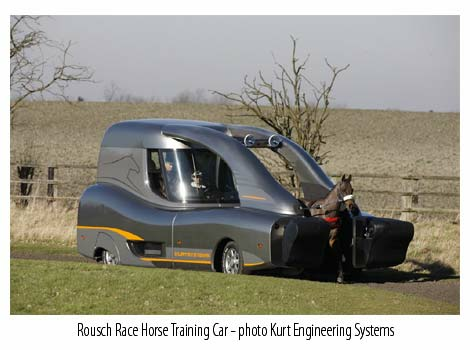 Rousch Race Horse Training Car – photo Kurt Engineering Systems